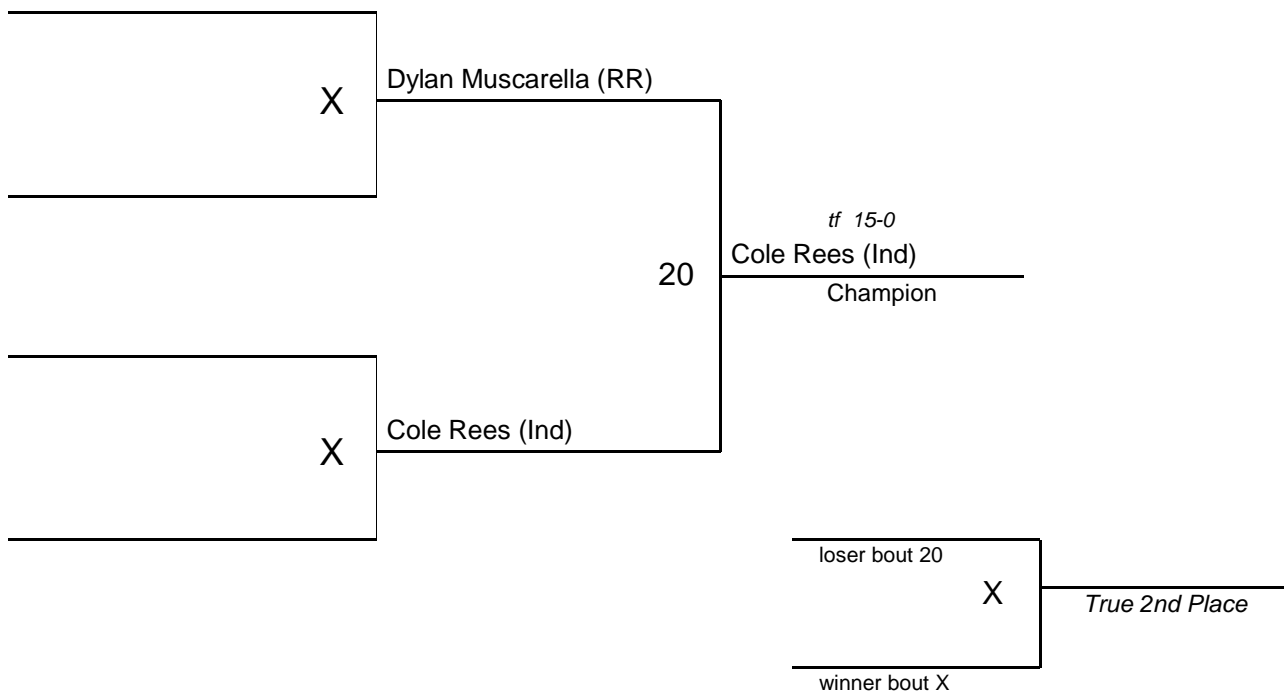 X
Dylan Muscarella (RR)
tf 15-0
Cole Rees (Ind)
20
Champion
X
Cole Rees (Ind)
loser bout 20
X
True 2nd Place
winner bout X